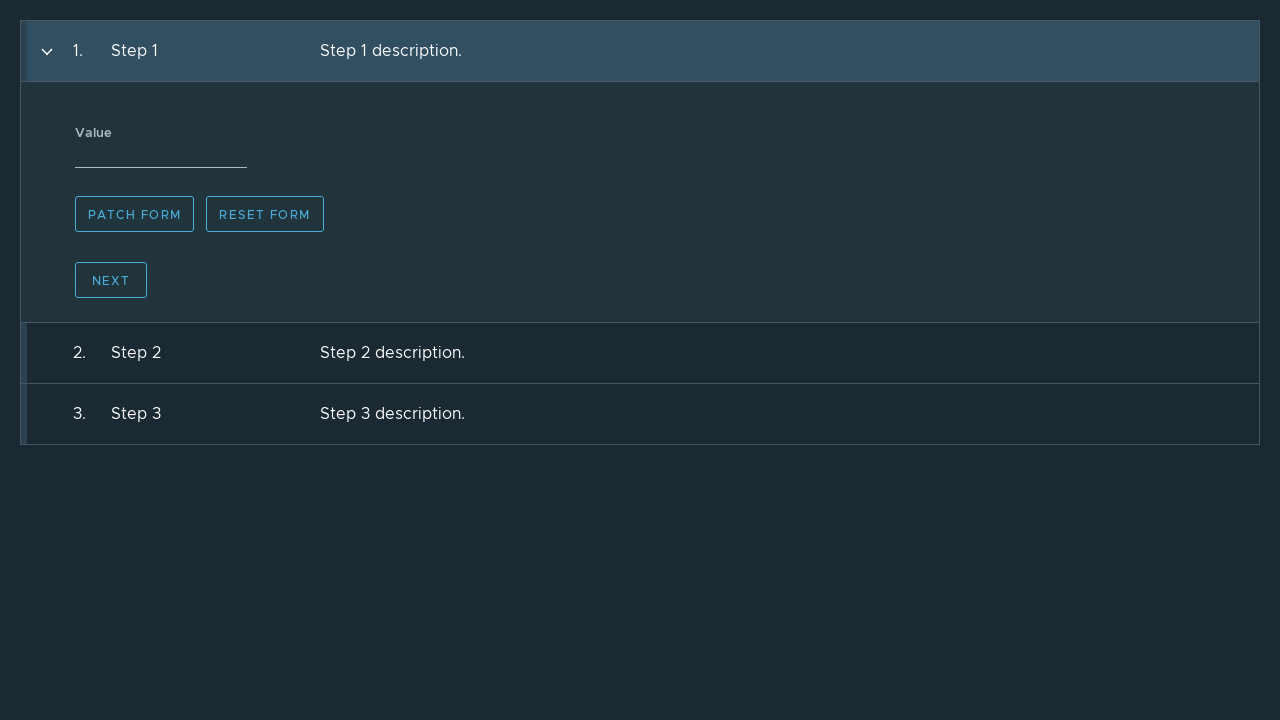 1. Step 1 Step 1 description.
Value
PATCH FORM RESET FORM
NEXT
2. Step 2 Step 2 description.
3. Step 3 Step 3 description.